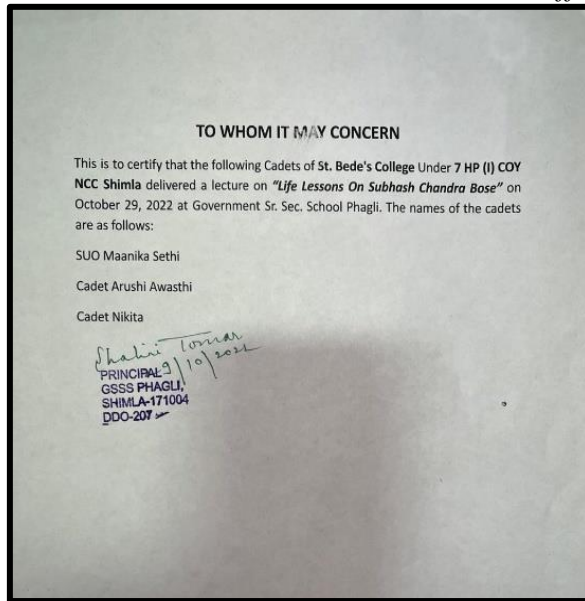 TO WHOM IT MAY CONCERN
This is to certify that the following Cadets of St. Bede's College Under 7 HP (I) COY
NCC Shimla delivered a lecture on "Life Lessons On Subhash Chandra Bose" on
October 29, 2022 at Government Sr. Sec. School Phagli. The names of the cadets
are as follows:
SUO Maanika Sethi
Cadet Arushi Awasthi
Cadet Nikita
Shalini Tomar
PRINCIPAL
GSSS PHAGLI,
SHIMLA-171004
DDO-207